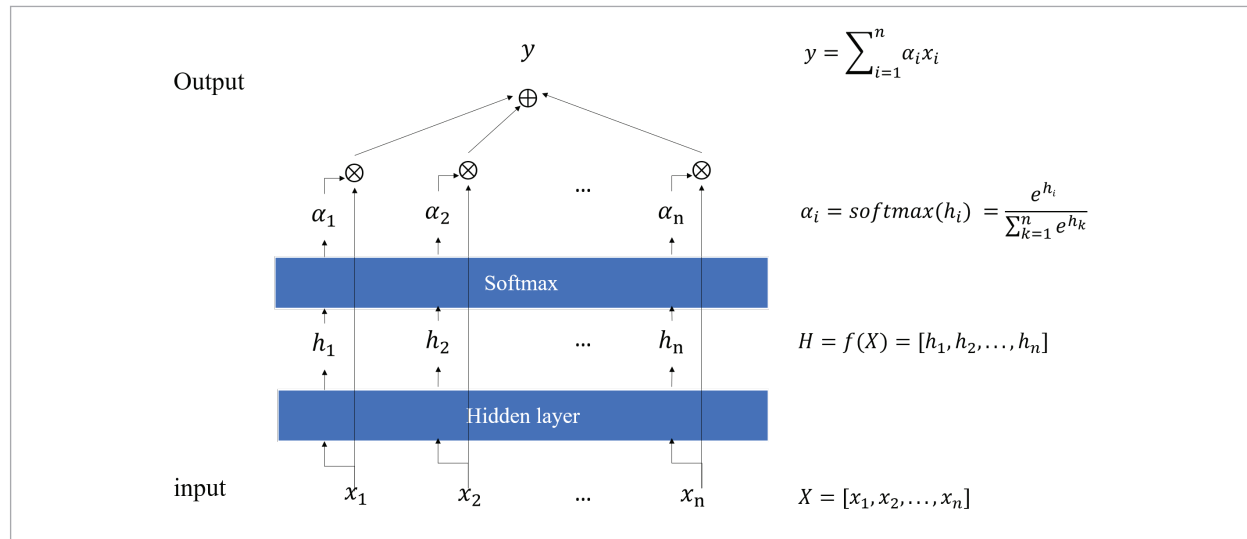 y
y = ∑_{i=1}^{n} α_i x_i
Output
⊕
⊗ ⊗ ... ⊗
α_1 α_2 α_n
α_i = softmax(h_i) = e^{h_i} / ∑_{k=1}^{n} e^{h_k}
Softmax
h_1 h_2 ... h_n
H = f(X) = [h_1, h_2, . . . , h_n]
Hidden layer
input
x_1 x_2 ... x_n
X = [x_1, x_2, . . . , x_n]